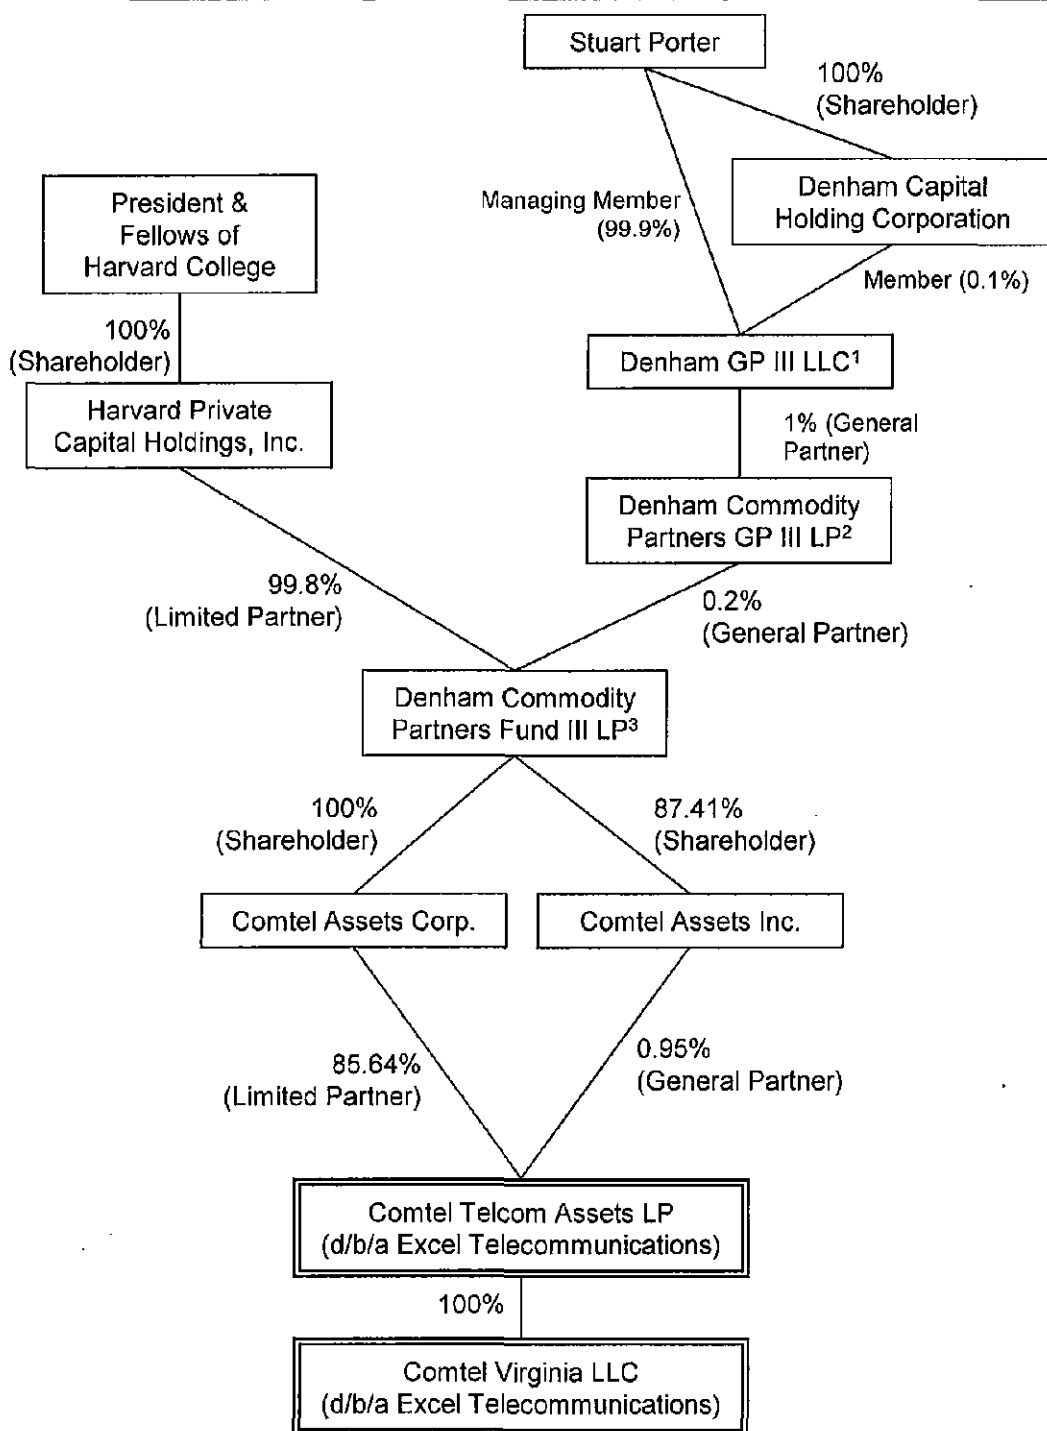 Stuart Porter
100%
(Shareholder)
President &
Fellows of
Harvard College
Managing Member
(99.9%)
Denham Capital
Holding Corporation
Member (0.1%)
100%
(Shareholder)
Denham GP III LLC¹
Harvard Private
Capital Holdings, Inc.
1% (General
Partner)
Denham Commodity
Partners GP III LP²
99.8%
(Limited Partner)
0.2%
(General Partner)
Denham Commodity
Partners Fund III LP³
100%
(Shareholder)
87.41%
(Shareholder)
Comtel Assets Corp.
Comtel Assets Inc.
85.64%
(Limited Partner)
0.95%
(General Partner)
Comtel Telcom Assets LP
(d/b/a Excel Telecommunications)
100%
Comtel Virginia LLC
(d/b/a Excel Telecommunications)